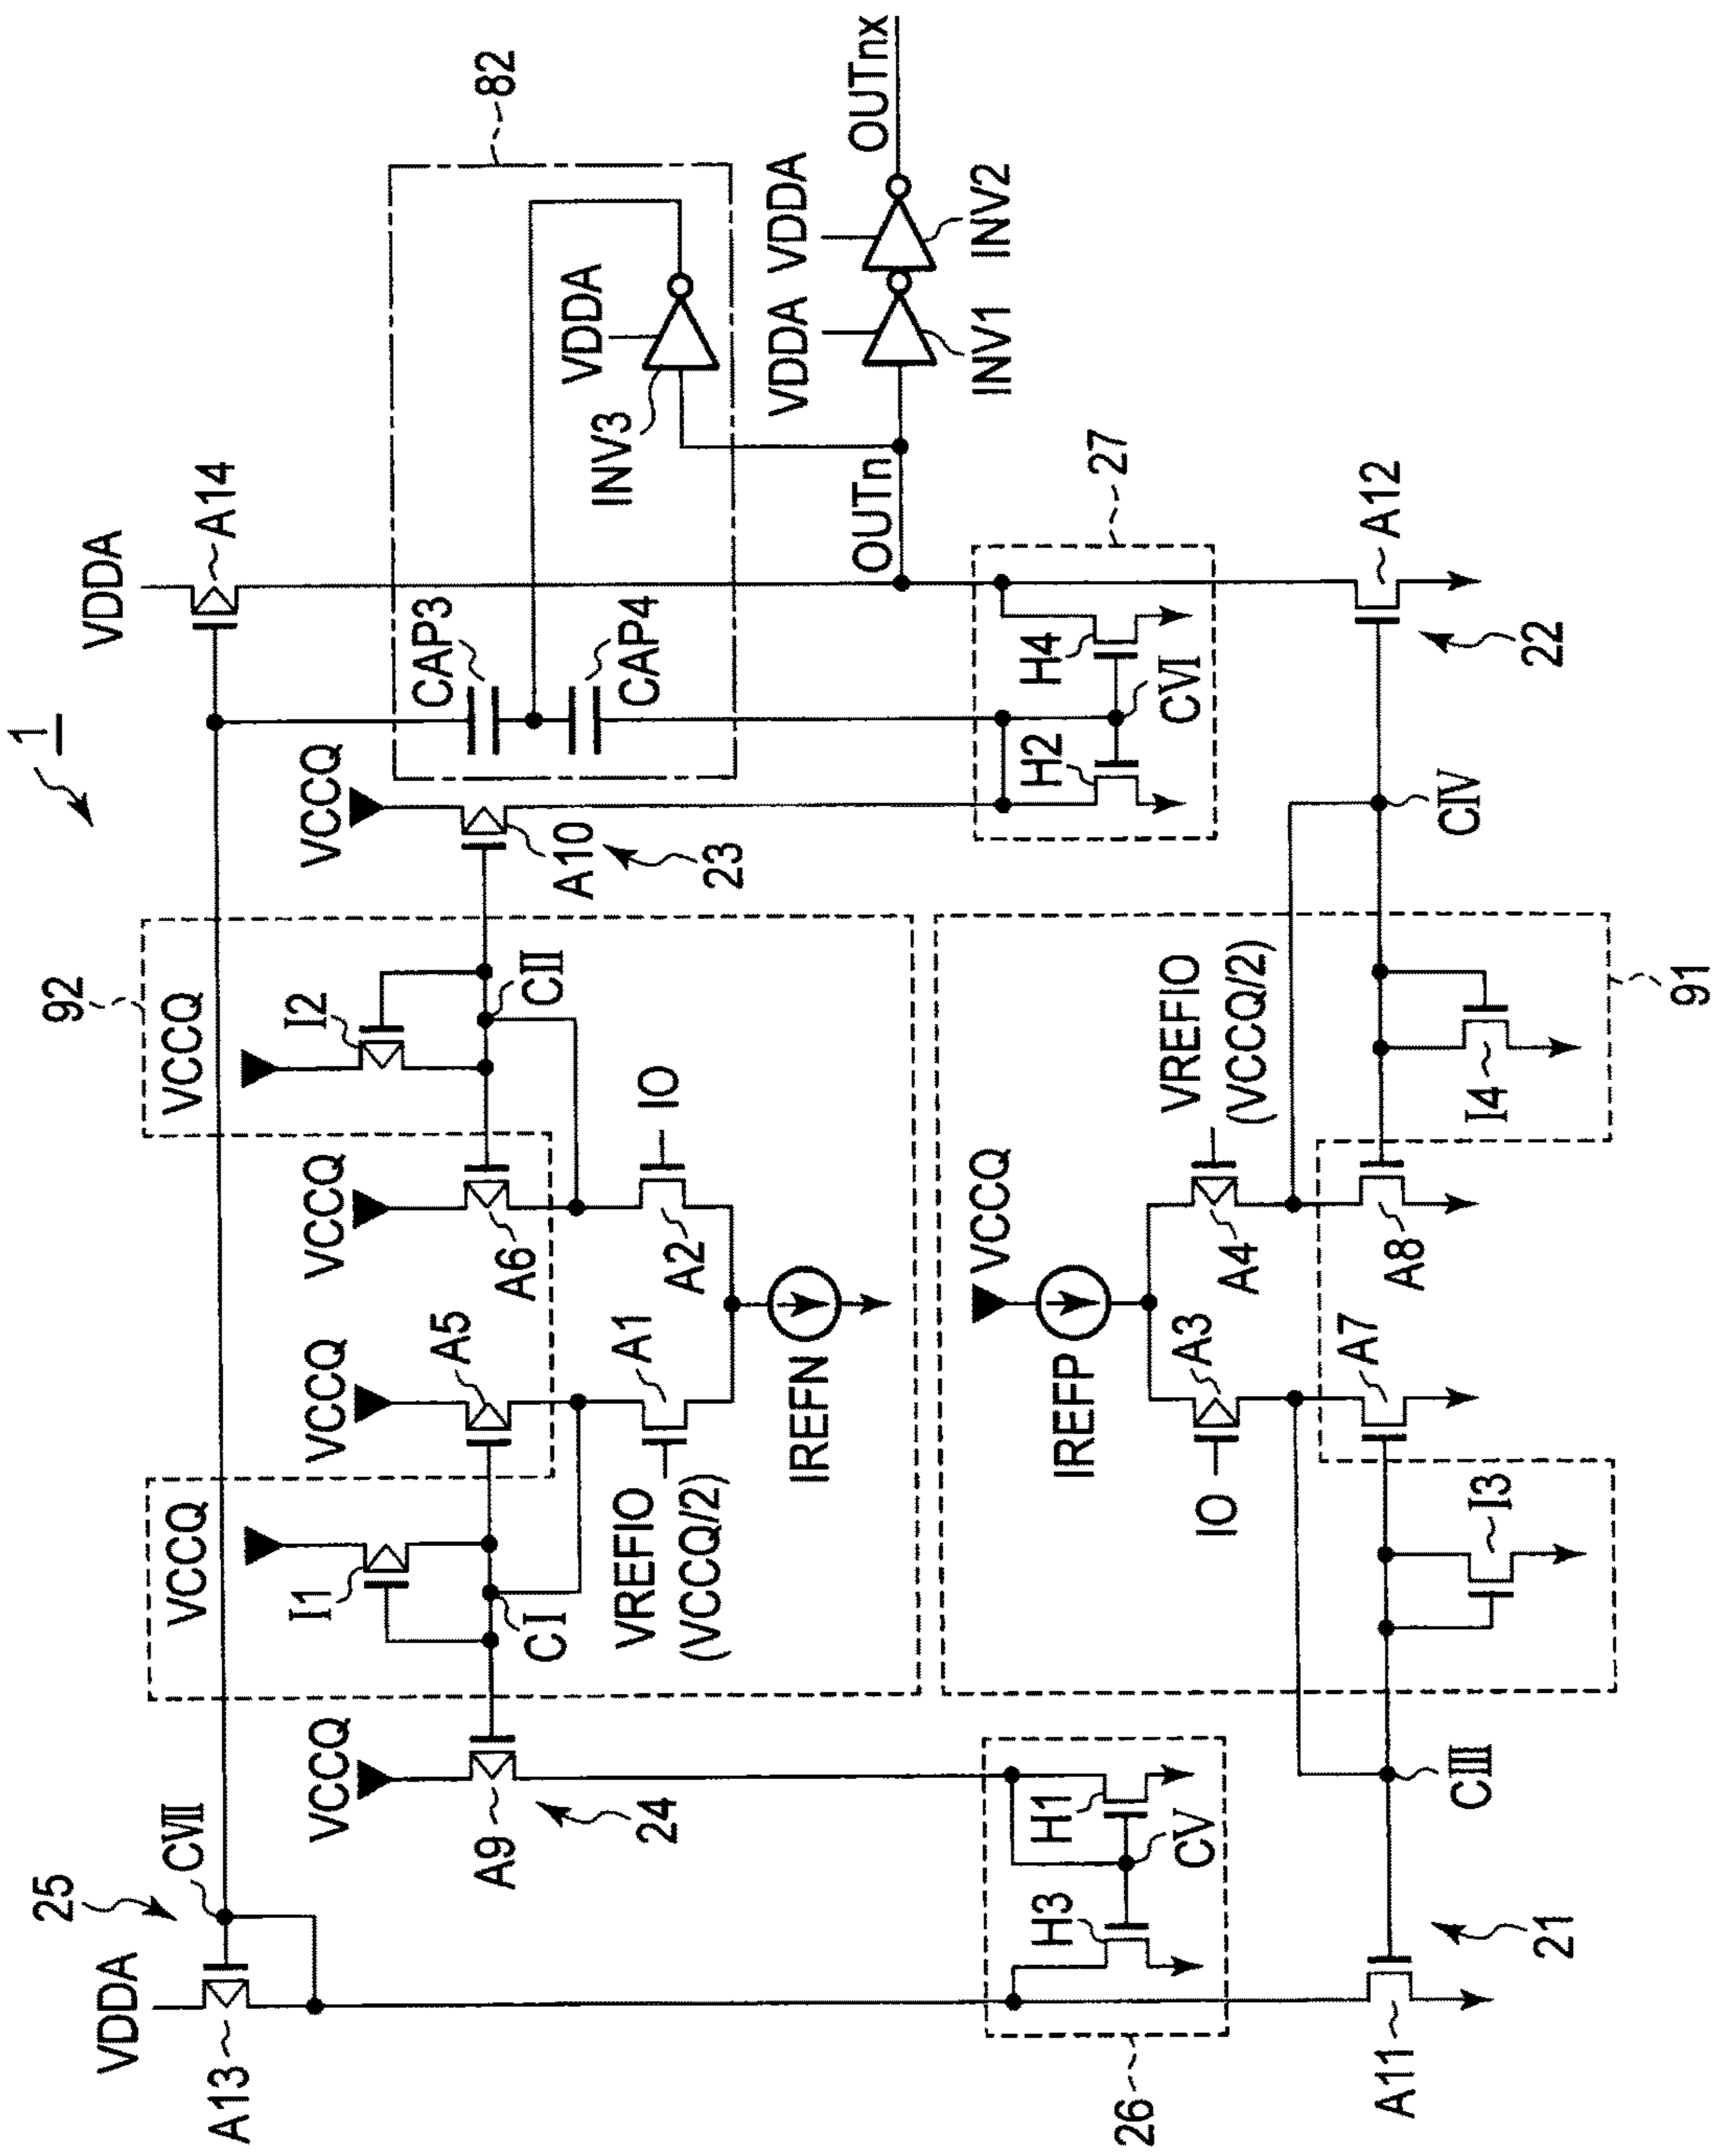 1
25
CⅦ
VDDA
A13
VDDA
A14
92
VCCQ
VCCQ
I1
I2
VCCQ
VCCQ
VCCQ
VCCQ
A9
24
CⅠ
A5
A6
CⅡ
A10
23
VREFIO
(VCCQ/2)
A1
A2
IO
IREFN
82
CAP3
CAP4
VDDA
INV3
VDDA
VDDA
OUTn
OUTnx
INV1
INV2
26
H3
H1
CⅤ
27
H2
H4
CⅥ
VCCQ
IREFP
IO
A3
A4
VREFIO
(VCCQ/2)
A7
A8
I3
I4
91
CⅢ
CⅣ
A11
21
A12
22